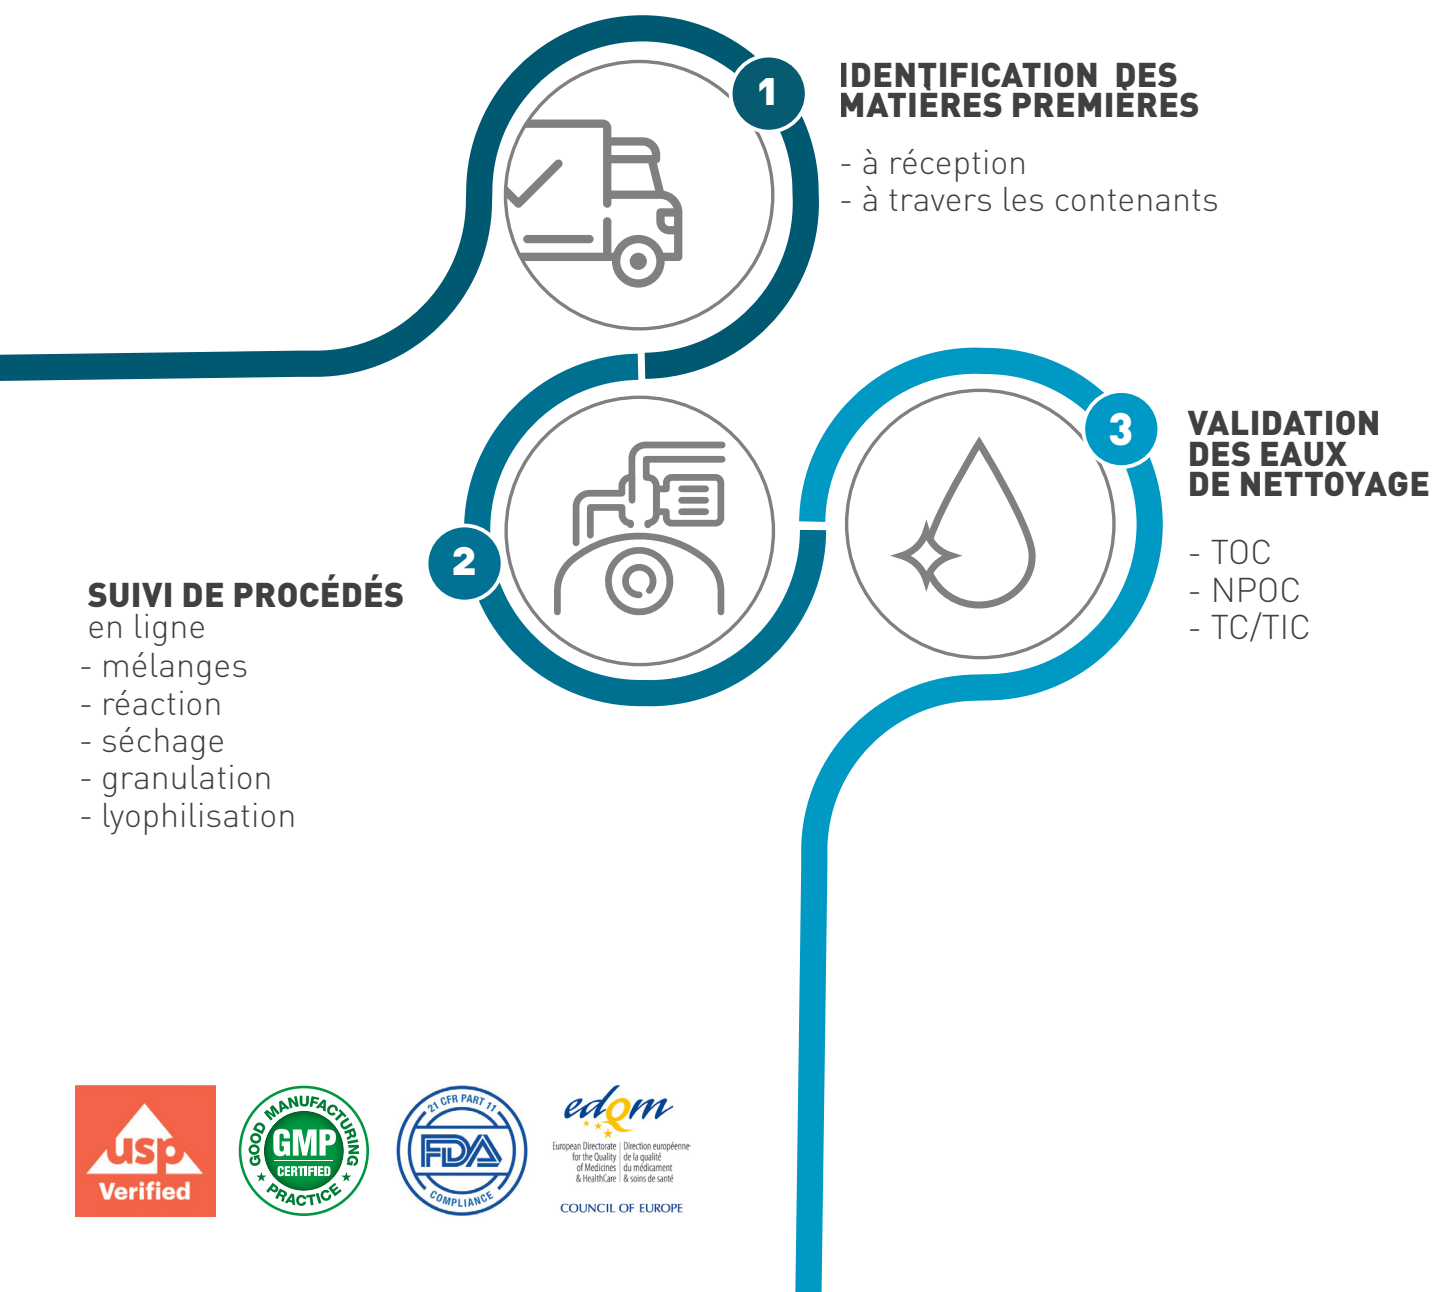 1
IDENTIFICATION DES
MATIÈRES PREMIÈRES
- à réception
- à travers les contenants
2
SUIVI DE PROCÉDÉS
en ligne
- mélanges
- réaction
- séchage
- granulation
- lyophilisation
3
VALIDATION
DES EAUX
DE NETTOYAGE
- TOC
- NPOC
- TC/TIC
usp
Verified
GOOD MANUFACTURING
GMP
CERTIFIED
PRACTICE
21 CFR PART 11
FDA
COMPLIANCE
edqm
European Directorate
for the Quality
of Medicines
& HealthCare
Direction européenne
de la qualité
du médicament
& soins de santé
COUNCIL OF EUROPE